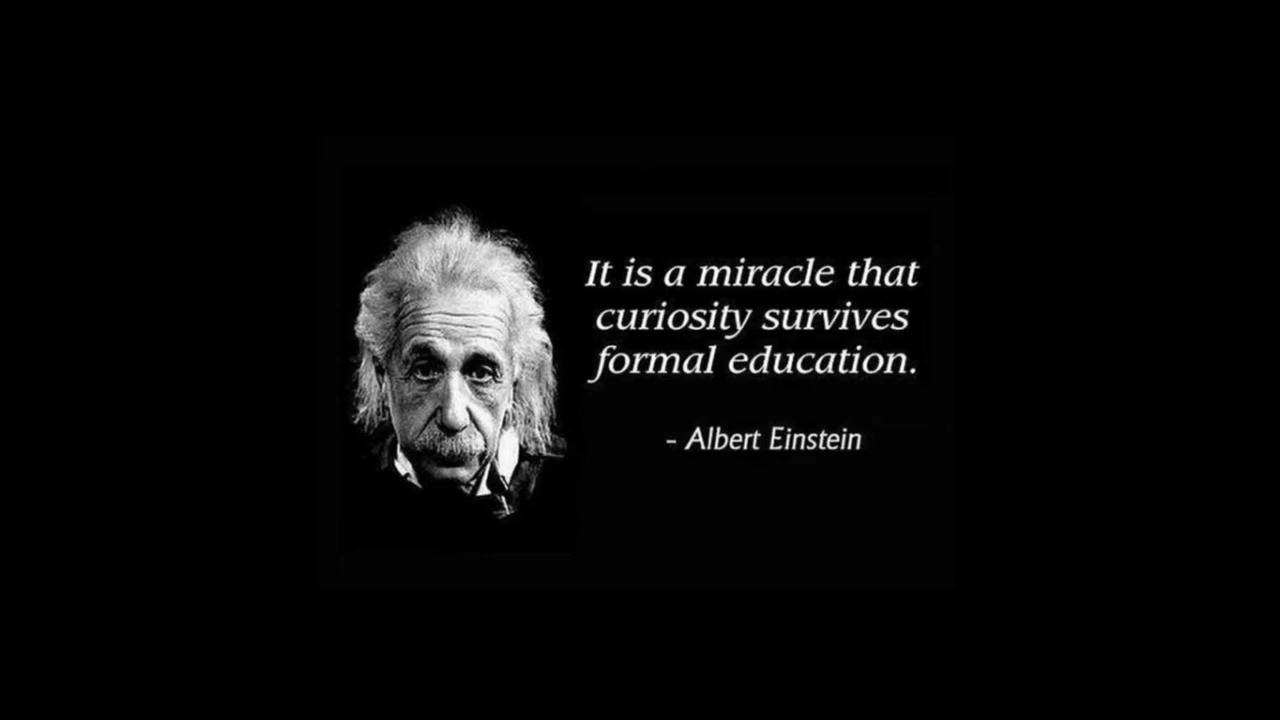 It is a miracle that
curiosity survives
formal education.
– Albert Einstein